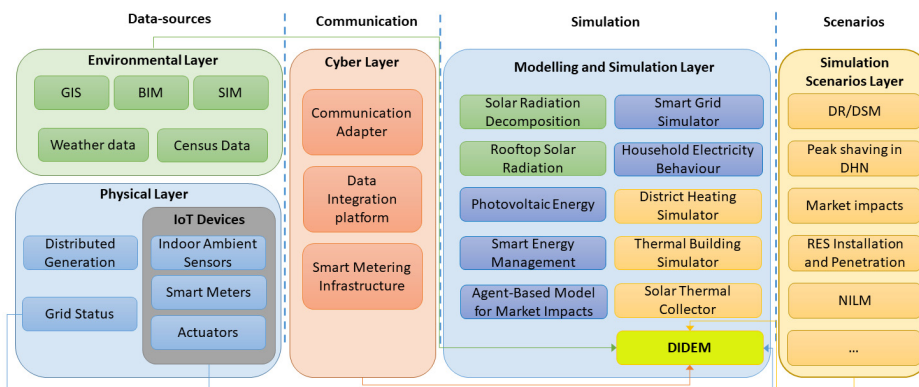 Data-sources
Communication
Simulation
Scenarios
Environmental Layer
GIS
BIM
SIM
Weather data
Census Data
Physical Layer
Distributed
Generation
Grid Status
IoT Devices
Indoor Ambient
Sensors
Smart Meters
Actuators
Cyber Layer
Communication
Adapter
Data
Integration
platform
Smart Metering
Infrastructure
Modelling and Simulation Layer
Solar Radiation
Decomposition
Smart Grid
Simulator
Rooftop Solar
Radiation
Household Electricity
Behaviour
Photovoltaic Energy
District Heating
Simulator
Smart Energy
Management
Thermal Building
Simulator
Agent-Based Model
for Market Impacts
Solar Thermal
Collector
DIDEM
Simulation
Scenarios Layer
DR/DSM
Peak shaving in
DHN
Market impacts
RES Installation
and Penetration
NILM
...